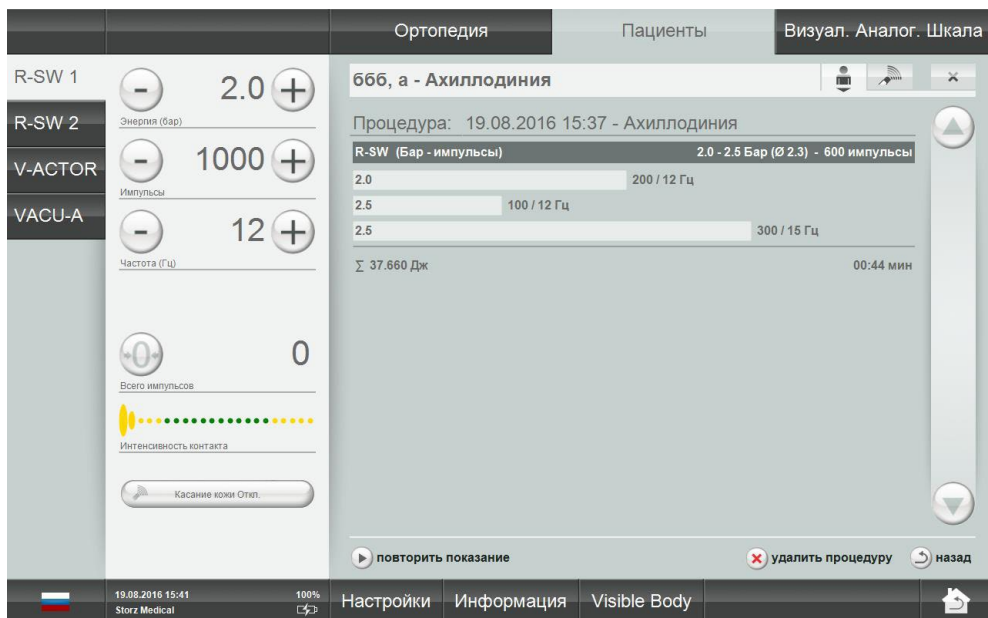 Ортопедия
Пациенты
Визуал. Аналог. Шкала
R-SW 1
R-SW 2
V-ACTOR
VACU-A
- 2.0 +
Энергия (бар)
- 1000 +
Импульсы
- 12 +
Частота (Гц)
0 0
Всего импульсов
Интенсивность контакта
Касание кожи Откл.
ббб, а - Ахиллодиния
Процедура: 19.08.2016 15:37 - Ахиллодиния
R-SW (Бар - импульсы) 2.0 - 2.5 Бар (Ø 2.3) - 600 импульсы
2.0 200 / 12 Гц
2.5 100 / 12 Гц
2.5 300 / 15 Гц
∑ 37.660 Дж 00:44 мин
повторить показание
удалить процедуру
назад
19.08.2016 15:41 100%
Storz Medical
Настройки
Информация
Visible Body